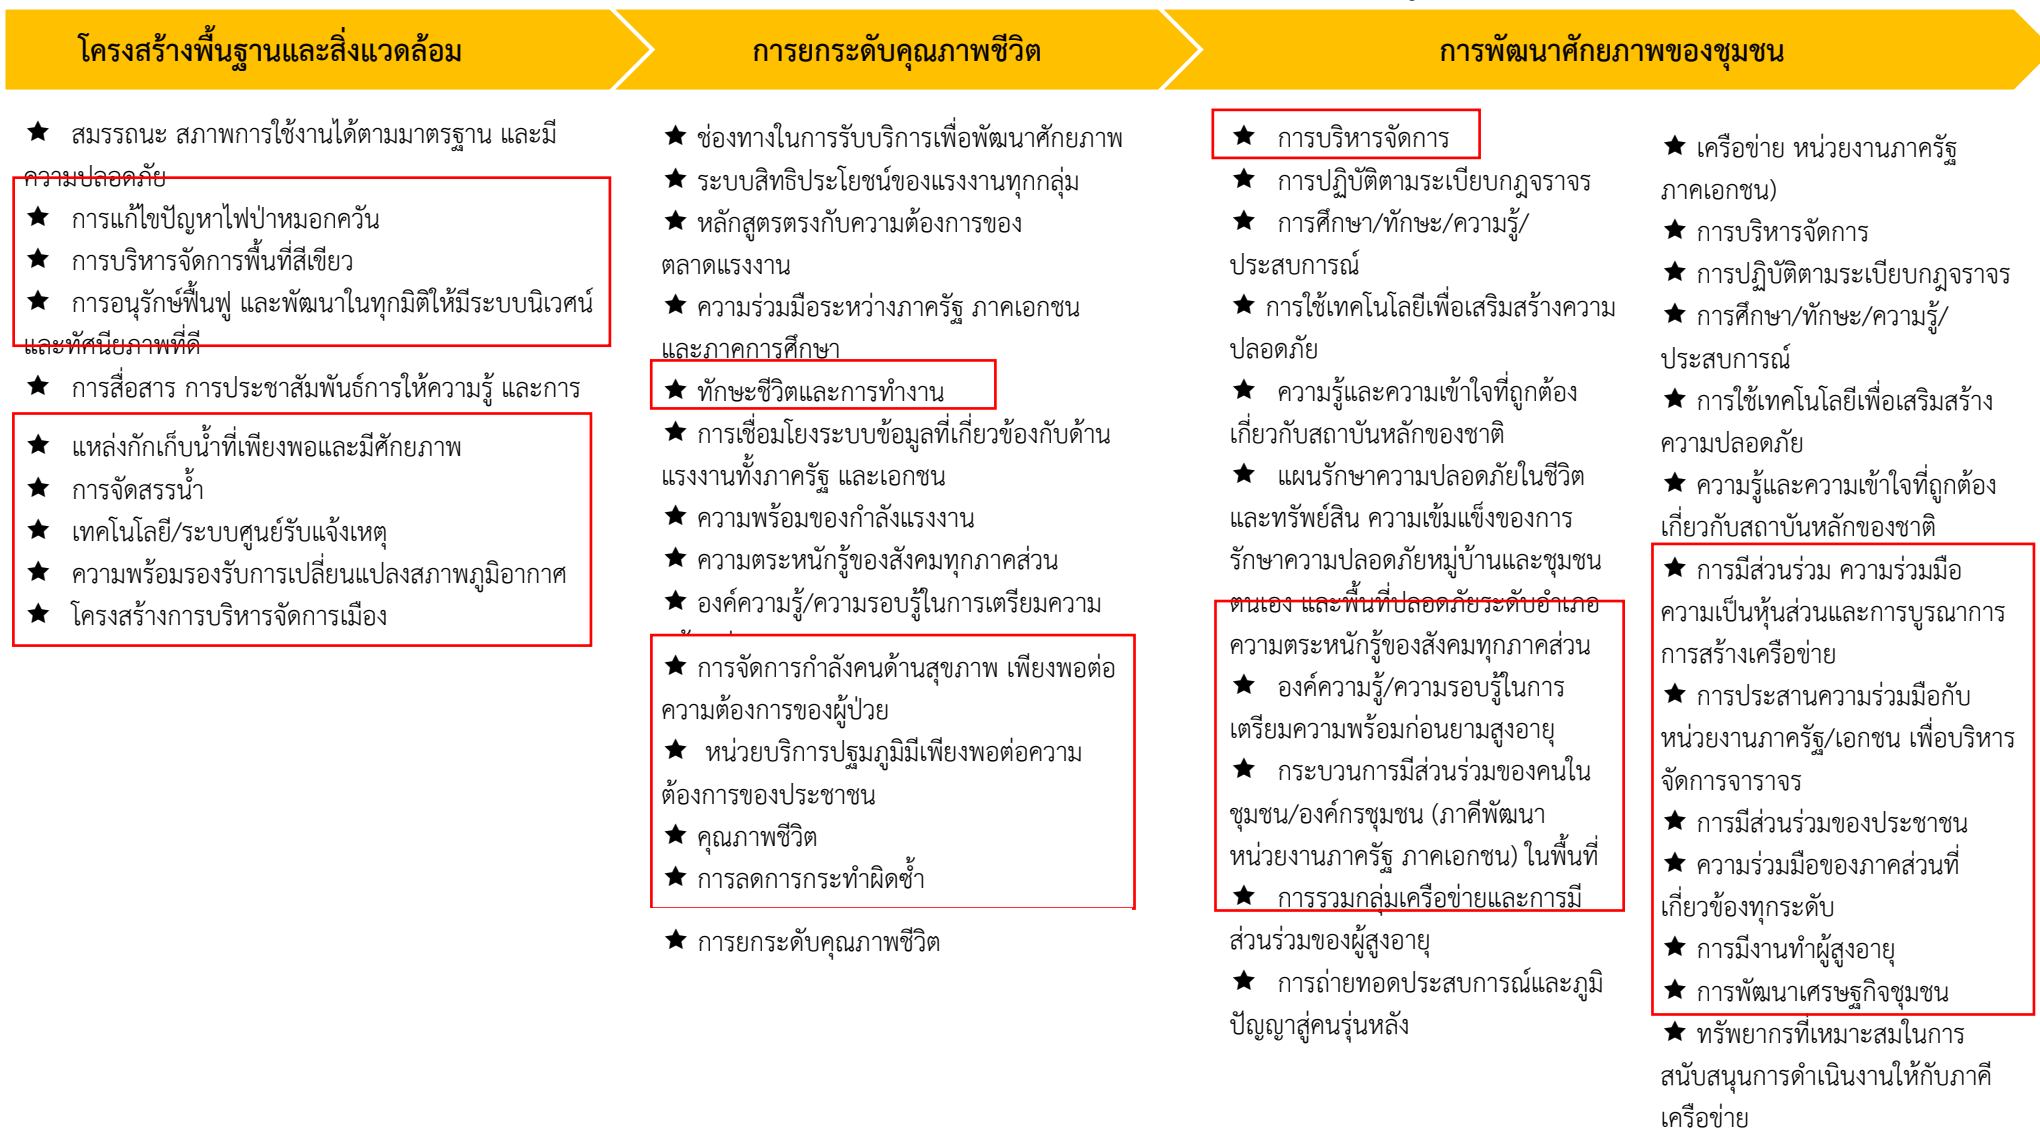 โครงสร้างพื้นฐานและสิ่งแวดล้อม
การยกระดับคุณภาพชีวิต
การพัฒนาศักยภาพของชุมชน
★ สมรรถนะ สภาพการใช้งานได้ตามมาตรฐาน และมี
ความปลอดภัย
★ การแก้ไขปัญหาไฟป่าหมอกควัน
★ การบริหารจัดการพื้นที่สีเขียว
★ การอนุรักษ์ฟื้นฟู และพัฒนาในทุกมิติให้มีระบบนิเวศน์
และทัศนียภาพที่ดี
★ การสื่อสาร การประชาสัมพันธ์การให้ความรู้ และการ
★ แหล่งกักเก็บน้ำที่เพียงพอและมีศักยภาพ
★ การจัดสรรน้ำ
★ เทคโนโลยี/ระบบศูนย์รับแจ้งเหตุ
★ ความพร้อมรองรับการเปลี่ยนแปลงสภาพภูมิอากาศ
★ โครงสร้างการบริหารจัดการเมือง
★ ช่องทางในการรับบริการเพื่อพัฒนาศักยภาพ
★ ระบบสิทธิประโยชน์ของแรงงานทุกกลุ่ม
★ หลักสูตรตรงกับความต้องการของ
ตลาดแรงงาน
★ ความร่วมมือระหว่างภาครัฐ ภาคเอกชน
และภาคการศึกษา
★ ทักษะชีวิตและการทำงาน
★ การเชื่อมโยงระบบข้อมูลที่เกี่ยวข้องกับด้าน
แรงงานทั้งภาครัฐ และเอกชน
★ ความพร้อมของกำลังแรงงาน
★ ความตระหนักรู้ของสังคมทุกภาคส่วน
★ องค์ความรู้/ความรอบรู้ในการเตรียมความ
★ การจัดการกำลังคนด้านสุขภาพ เพียงพอต่อ
ความต้องการของผู้ป่วย
★ หน่วยบริการปฐมภูมิมีเพียงพอต่อความ
ต้องการของประชาชน
★ คุณภาพชีวิต
★ การลดการกระทำผิดซ้ำ
★ การยกระดับคุณภาพชีวิต
★ การบริหารจัดการ
★ การปฏิบัติตามระเบียบกฎจราจร
★ การศึกษา/ทักษะ/ความรู้/
ประสบการณ์
★ การใช้เทคโนโลยีเพื่อเสริมสร้างความ
ปลอดภัย
★ ความรู้และความเข้าใจที่ถูกต้อง
เกี่ยวกับสถาบันหลักของชาติ
★ แผนรักษาความปลอดภัยในชีวิต
และทรัพย์สิน ความเข้มแข็งของการ
รักษาความปลอดภัยหมู่บ้านและชุมชน
ตนเอง และพื้นที่ปลอดภัยระดับอำเภอ
ความตระหนักรู้ของสังคมทุกภาคส่วน
★ องค์ความรู้/ความรอบรู้ในการ
เตรียมความพร้อมก่อนยามสูงอายุ
★ กระบวนการมีส่วนร่วมของคนใน
ชุมชน/องค์กรชุมชน (ภาคีพัฒนา
หน่วยงานภาครัฐ ภาคเอกชน) ในพื้นที่
★ การรวมกลุ่มเครือข่ายและการมี
ส่วนร่วมของผู้สูงอายุ
★ การถ่ายทอดประสบการณ์และภูมิ
ปัญญาสู่คนรุ่นหลัง
★ เครือข่าย หน่วยงานภาครัฐ
ภาคเอกชน)
★ การบริหารจัดการ
★ การปฏิบัติตามระเบียบกฎจราจร
★ การศึกษา/ทักษะ/ความรู้/
ประสบการณ์
★ การใช้เทคโนโลยีเพื่อเสริมสร้าง
ความปลอดภัย
★ ความรู้และความเข้าใจที่ถูกต้อง
เกี่ยวกับสถาบันหลักของชาติ
★ การมีส่วนร่วม ความร่วมมือ
ความเป็นหุ้นส่วนและการบูรณาการ
การสร้างเครือข่าย
★ การประสานความร่วมมือกับ
หน่วยงานภาครัฐ/เอกชน เพื่อบริหาร
จัดการจาราจร
★ การมีส่วนร่วมของประชาชน
★ ความร่วมมือของภาคส่วนที่
เกี่ยวข้องทุกระดับ
★ การมีงานทำผู้สูงอายุ
★ การพัฒนาเศรษฐกิจชุมชน
★ ทรัพยากรที่เหมาะสมในการ
สนับสนุนการดำเนินงานให้กับภาคี
เครือข่าย